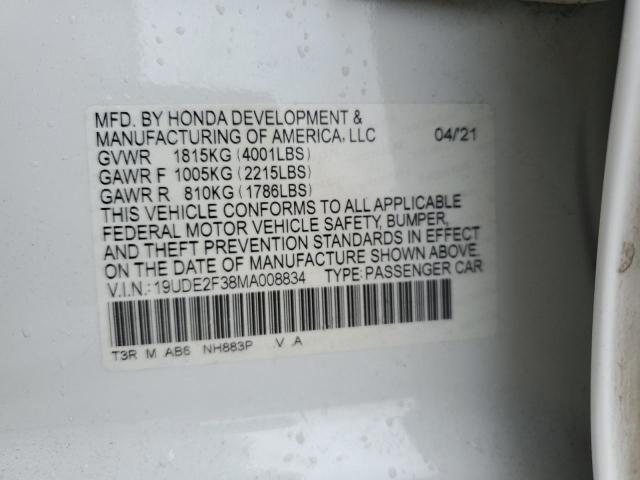 MFD. BY HONDA DEVELOPMENT &
MANUFACTURING OF AMERICA, LLC 04/'21
GVWR 1815KG (4001LBS)
GAWR F 1005KG (2215LBS)
GAWR R 810KG (1786LBS)
THIS VEHICLE CONFORMS TO ALL APPLICABLE
FEDERAL MOTOR VEHICLE SAFETY, BUMPER,
AND THEFT PREVENTION STANDARDS IN EFFECT
ON THE DATE OF MANUFACTURE SHOWN ABOVE.
V.I.N.: 19UDE2F38MA008834 TYPE: PASSENGER CAR
T3R M AB6 NH883P V A